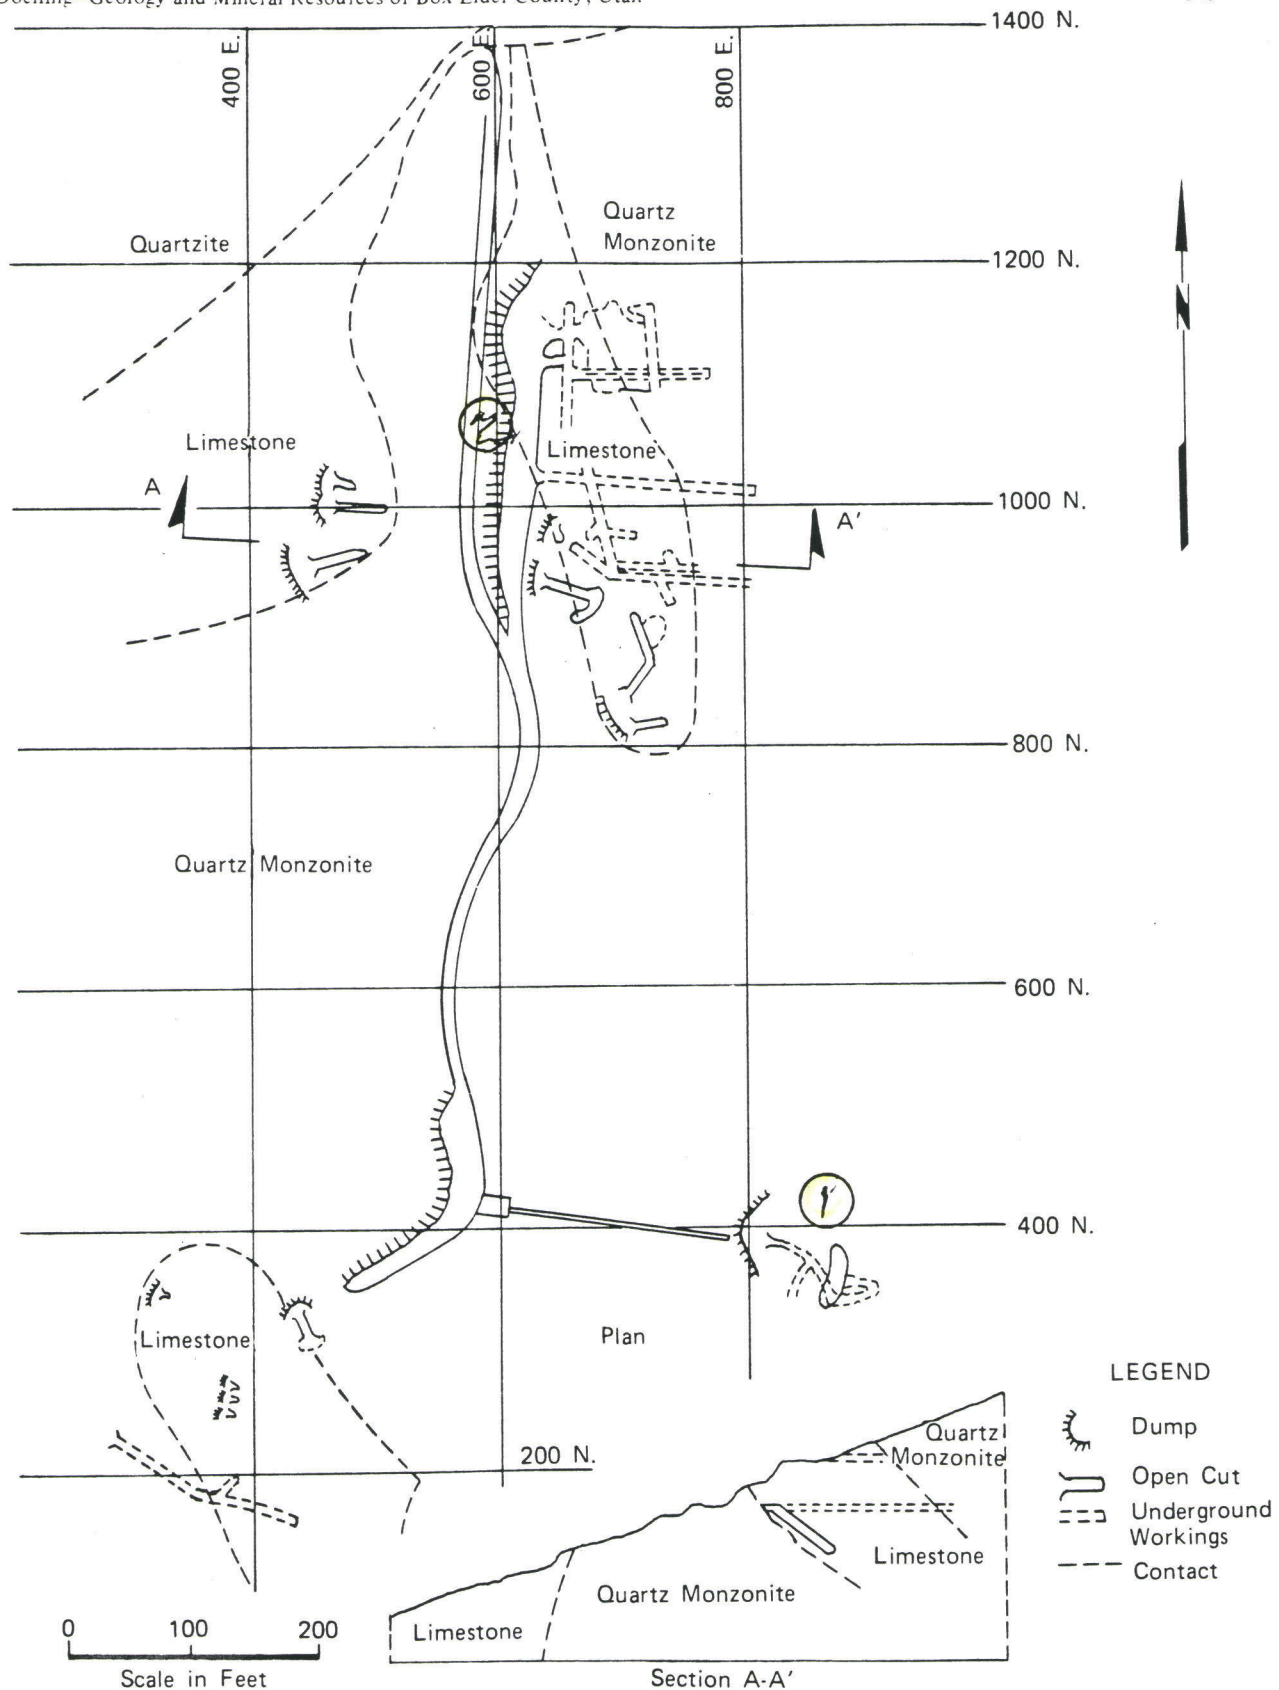 Doelling—Geology and Mineral Resources of Box Elder County, Utah
1400 N.
400 E.
600 E.
800 E.
Quartz
Monzonite
Quartzite
1200 N.
N
2
Limestone
Limestone
A
1000 N.
A'
800 N.
Quartz Monzonite
600 N.
1
400 N.
Limestone
Plan
LEGEND
Dump
Open Cut
Underground
Workings
Contact
200 N.
Quartz
Monzonite
Limestone
Quartz Monzonite
Limestone
0 100 200
Scale in Feet
Section A-A'